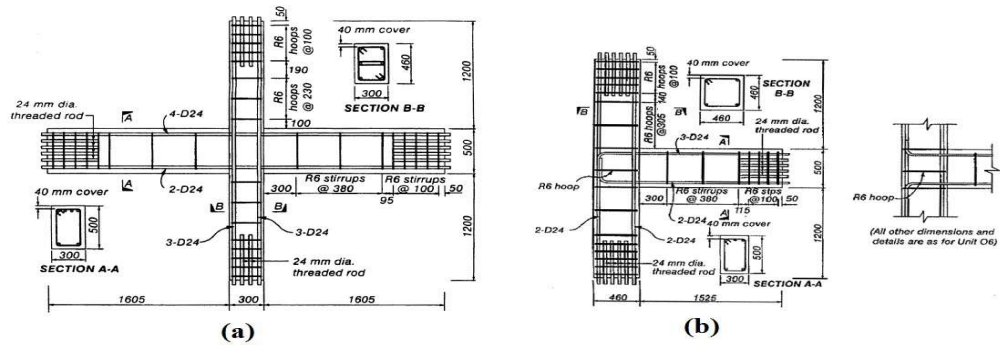 50
40 mm cover
R6
hoops
@100
190
R6
hoops
@ 230
100
460
300
SECTION B-B
1200
500
1200
24 mm dia.
threaded rod
A
4-D24
A
2-D24
300
R6 stirrups
@ 380
R6 stirrups
@ 100
50
95
40 mm cover
500
300
SECTION A-A
B
B
3-D24
3-D24
24 mm dia.
threaded rod
1605
300
1605
(a)
50
40 mm cover
R6
hoops
@100
140
R6 hoops
@305
SECTION
B-B
460
460
24 mm dia.
threaded rod
B
B
3-D24
A
1200
500
1200
R6 hoop
300
R6 stirrups
@ 380
R6 stps
@100
50
115
2-D24
A
40 mm cover
2-D24
2-D24
24 mm dia.
threaded rod
500
300
SECTION A-A
460
1525
(b)
R6 hoop
(All other dimensions and
details are as for Unit O6)